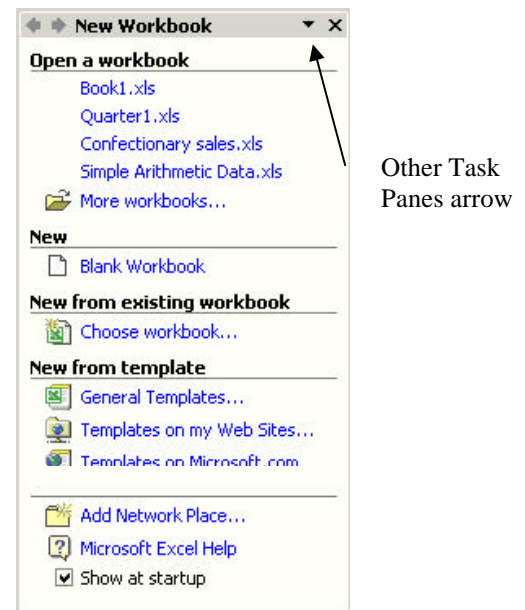 New Workbook
Open a workbook
Book1.xls
Quarter1.xls
Confectionary sales.xls
Simple Arithmetic Data.xls
More workbooks...
New
Blank Workbook
New from existing workbook
Choose workbook...
New from template
General Templates...
Templates on my Web Sites...
Templates on Microsoft.com
Add Network Place...
Microsoft Excel Help
Show at startup
Other Task
Panes arrow